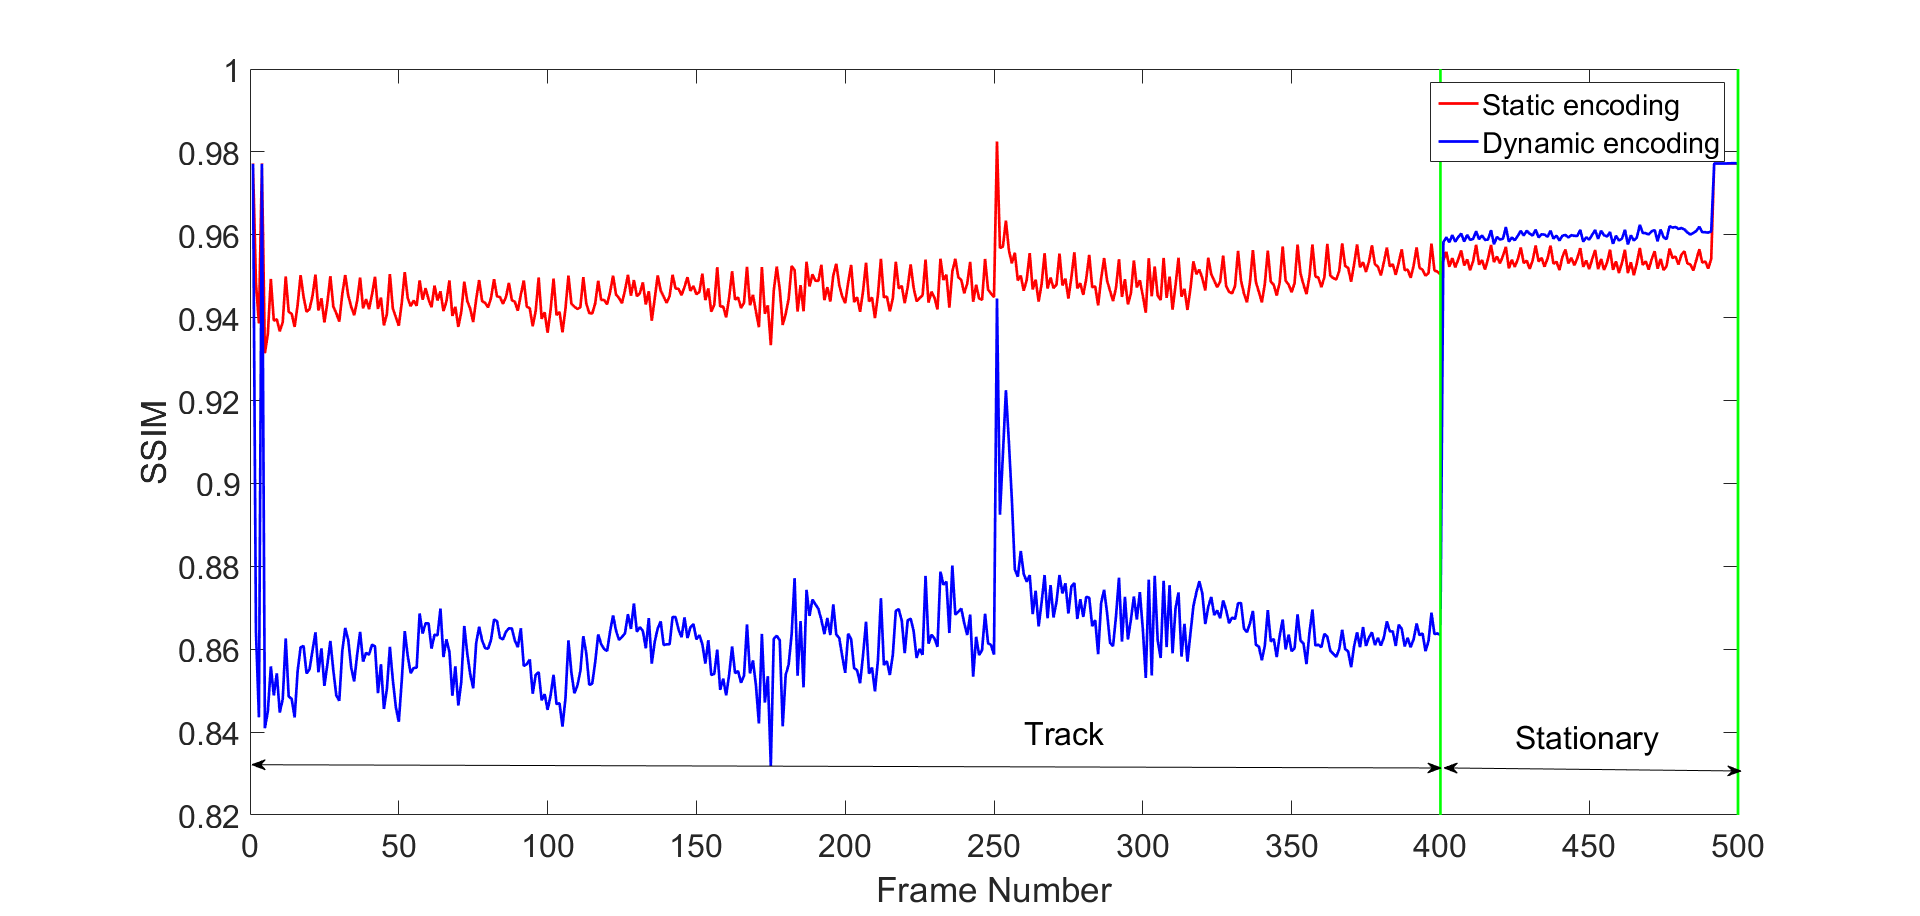 1
0.98
0.96
0.94
0.92
0.9
0.88
0.86
0.84
0.82
SSIM
Static encoding
Dynamic encoding
Track
Stationary
0 50 100 150 200 250 300 350 400 450 500
Frame Number